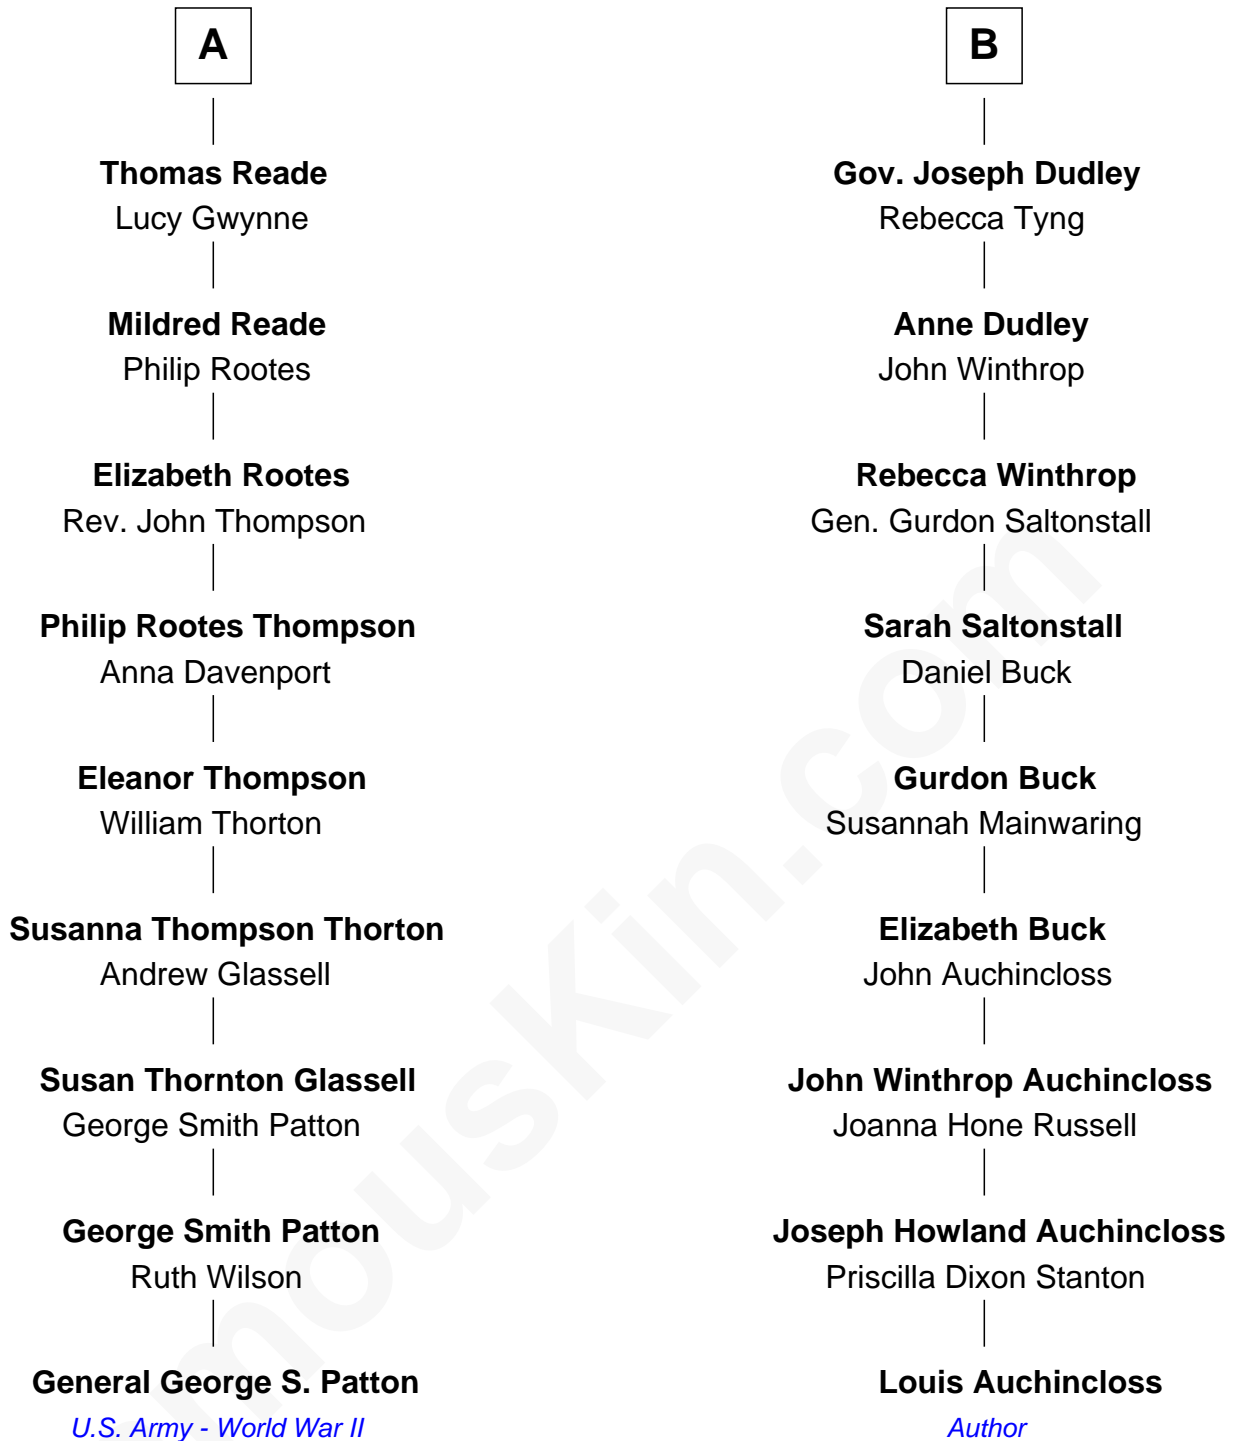 A
Thomas Reade
Lucy Gwynne
Mildred Reade
Philip Rootes
Elizabeth Rootes
Rev. John Thompson
Philip Rootes Thompson
Anna Davenport
Eleanor Thompson
William Thorton
Susanna Thompson Thorton
Andrew Glassell
Susan Thornton Glassell
George Smith Patton
George Smith Patton
Ruth Wilson
General George S. Patton
U.S. Army - World War II
B
Gov. Joseph Dudley
Rebecca Tyng
Anne Dudley
John Winthrop
Rebecca Winthrop
Gen. Gurdon Saltonstall
Sarah Saltonstall
Daniel Buck
Gurdon Buck
Susannah Mainwaring
Elizabeth Buck
John Auchincloss
John Winthrop Auchincloss
Joanna Hone Russell
Joseph Howland Auchincloss
Priscilla Dixon Stanton
Louis Auchincloss
Author
mousKin.com